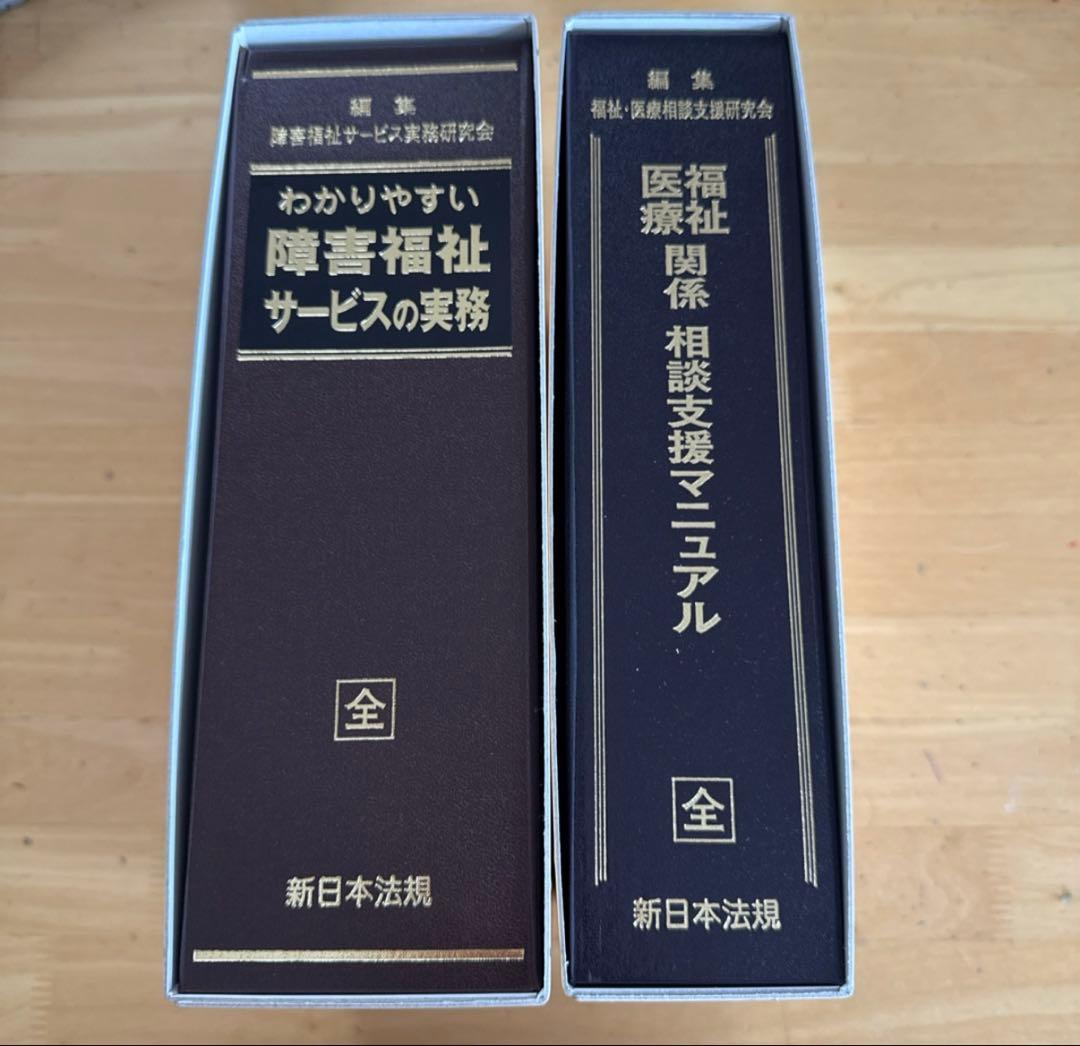 編集
障害福祉サービス実務研究会
わかりやすい
障害福祉
サービスの実務
全
新日本法規
編集
福祉・医療相談支援研究会
福祉
医療
関係
相談支援マニュアル
全
新日本法規